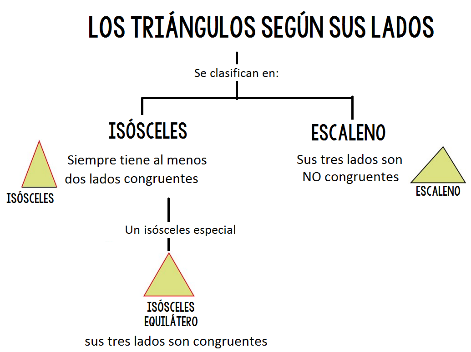 LOS TRIÁNGULOS SEGÚN SUS LADOS
Se clasifican en:
ISÓSCELES
Siempre tiene al menos
dos lados congruentes
ISÓSCELES
ESCALENO
Sus tres lados son
NO congruentes
ESCALENO
Un isósceles especial
ISÓSCELES
EQUILÁTERO
sus tres lados son congruentes